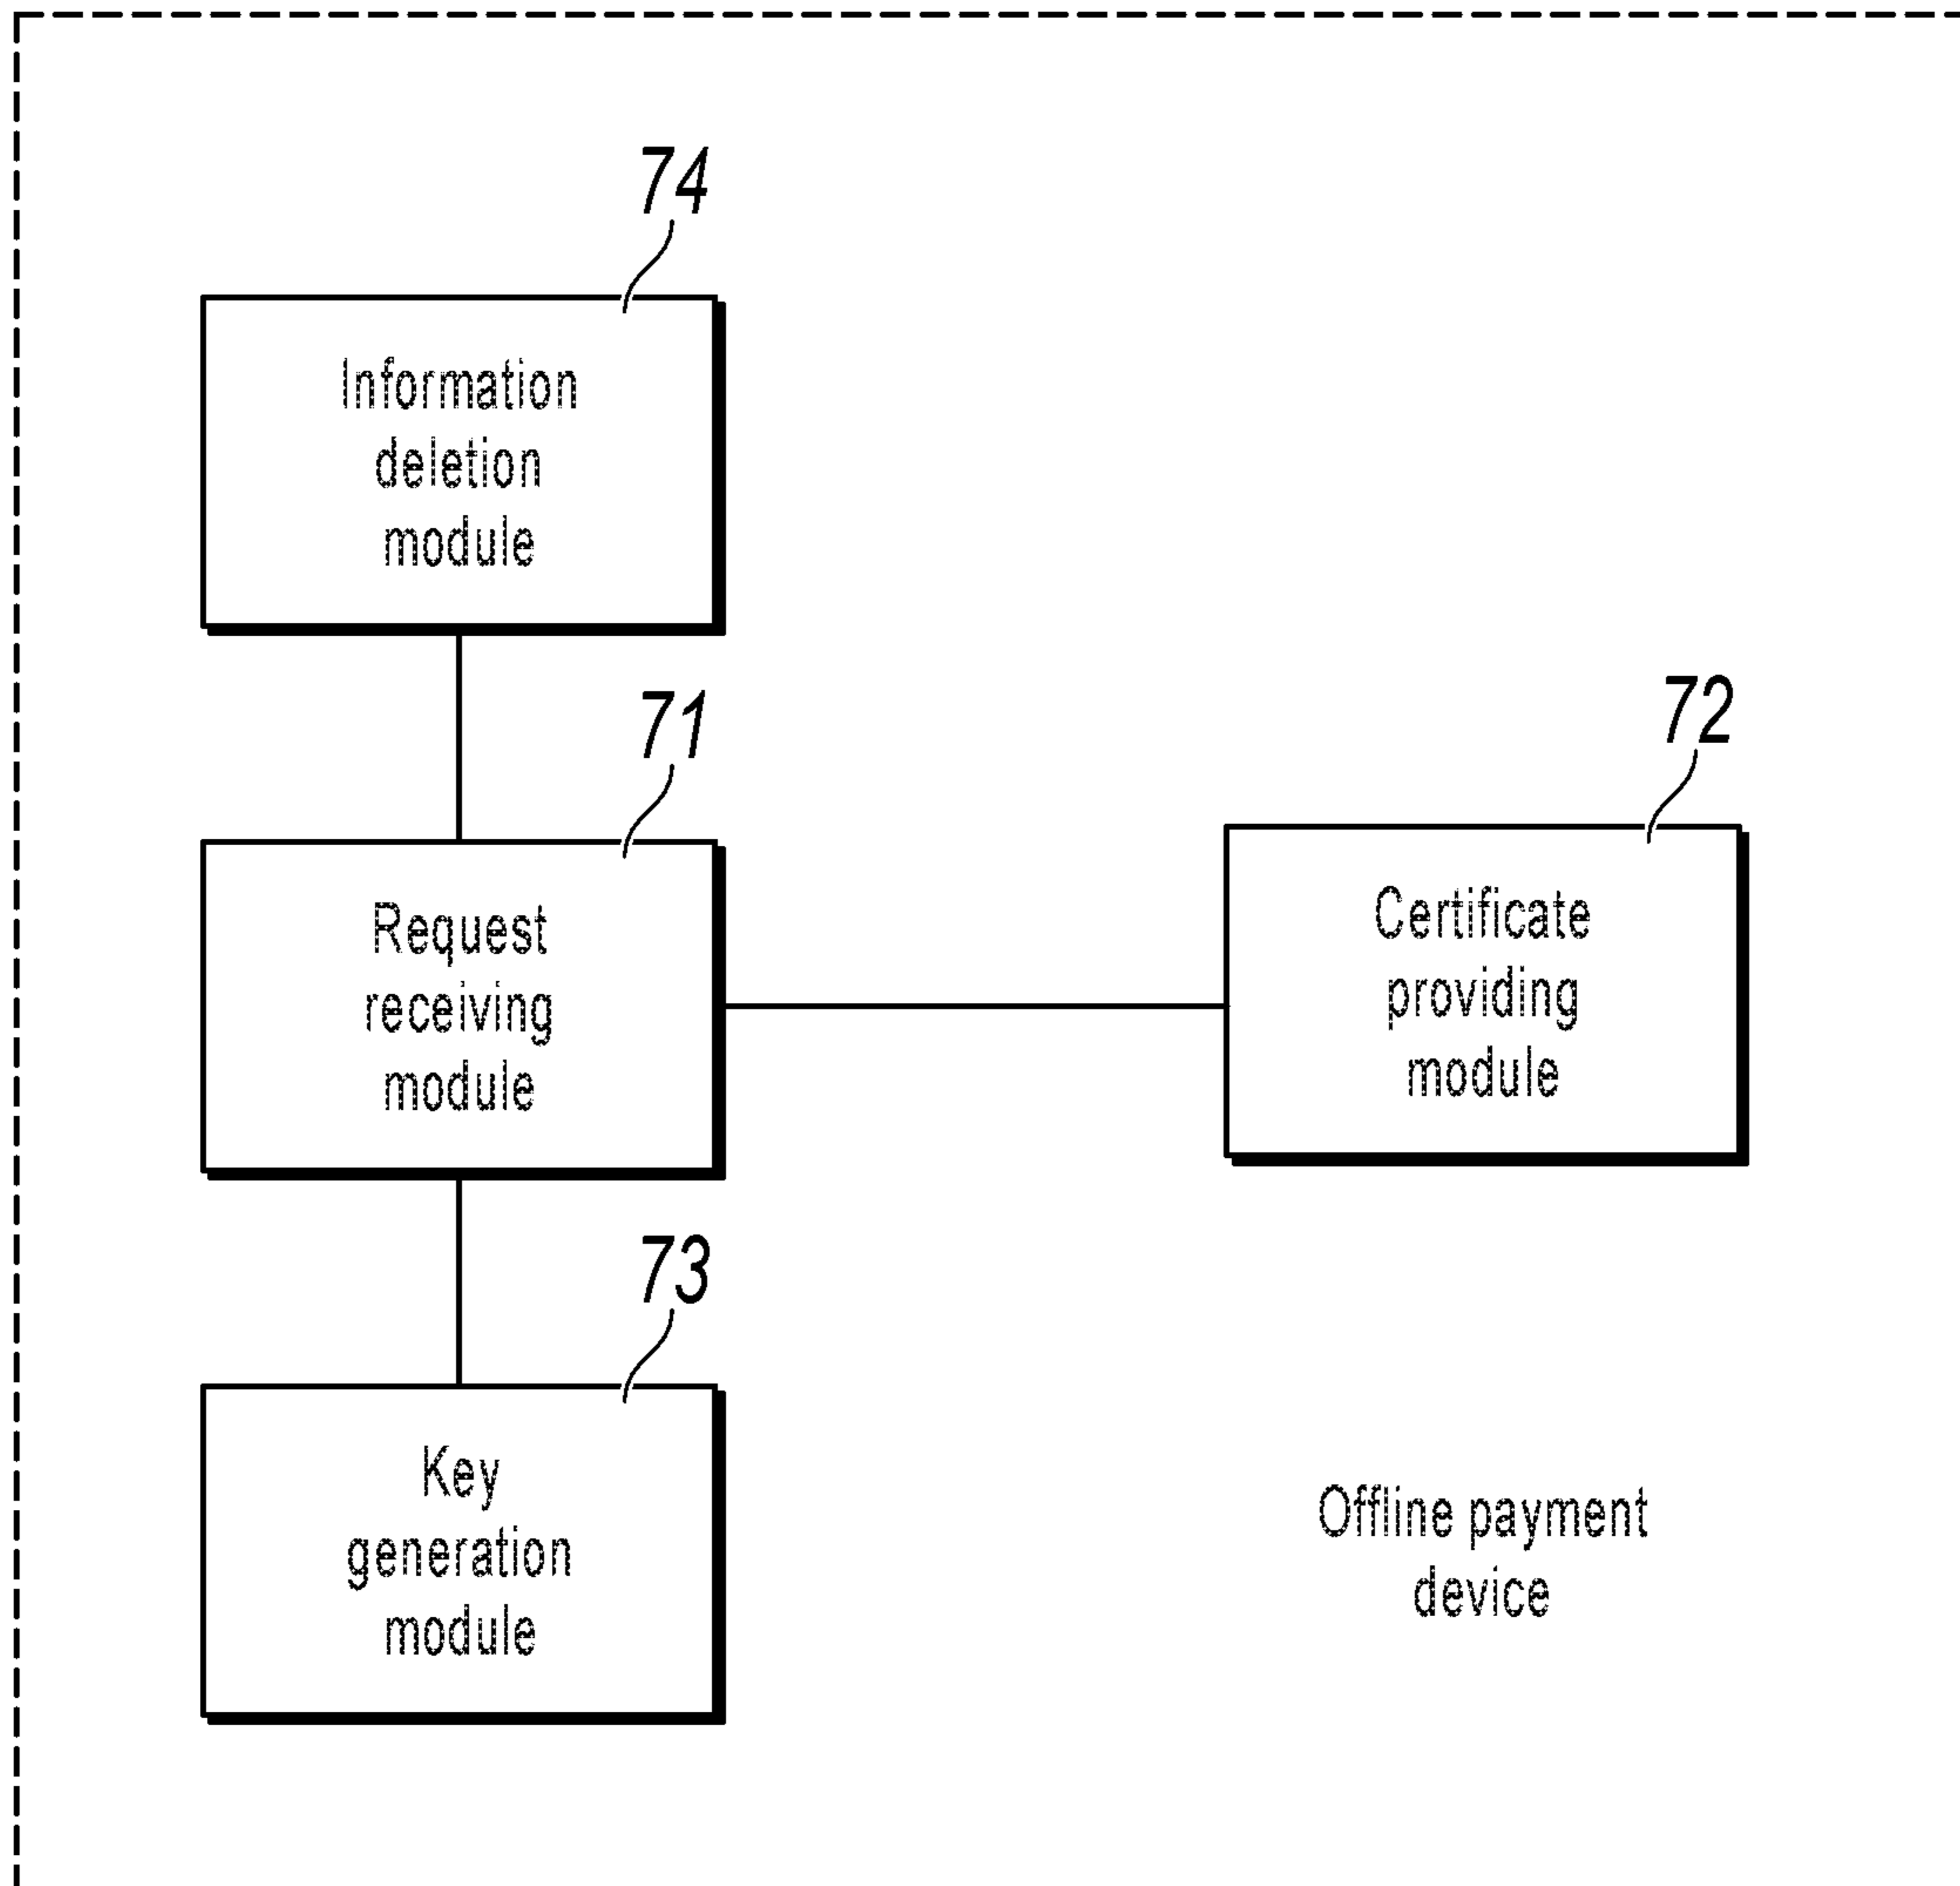 74
Information
deletion
module
71
Request
receiving
module
72
Certificate
providing
module
73
Key
generation
module
Offline payment
device